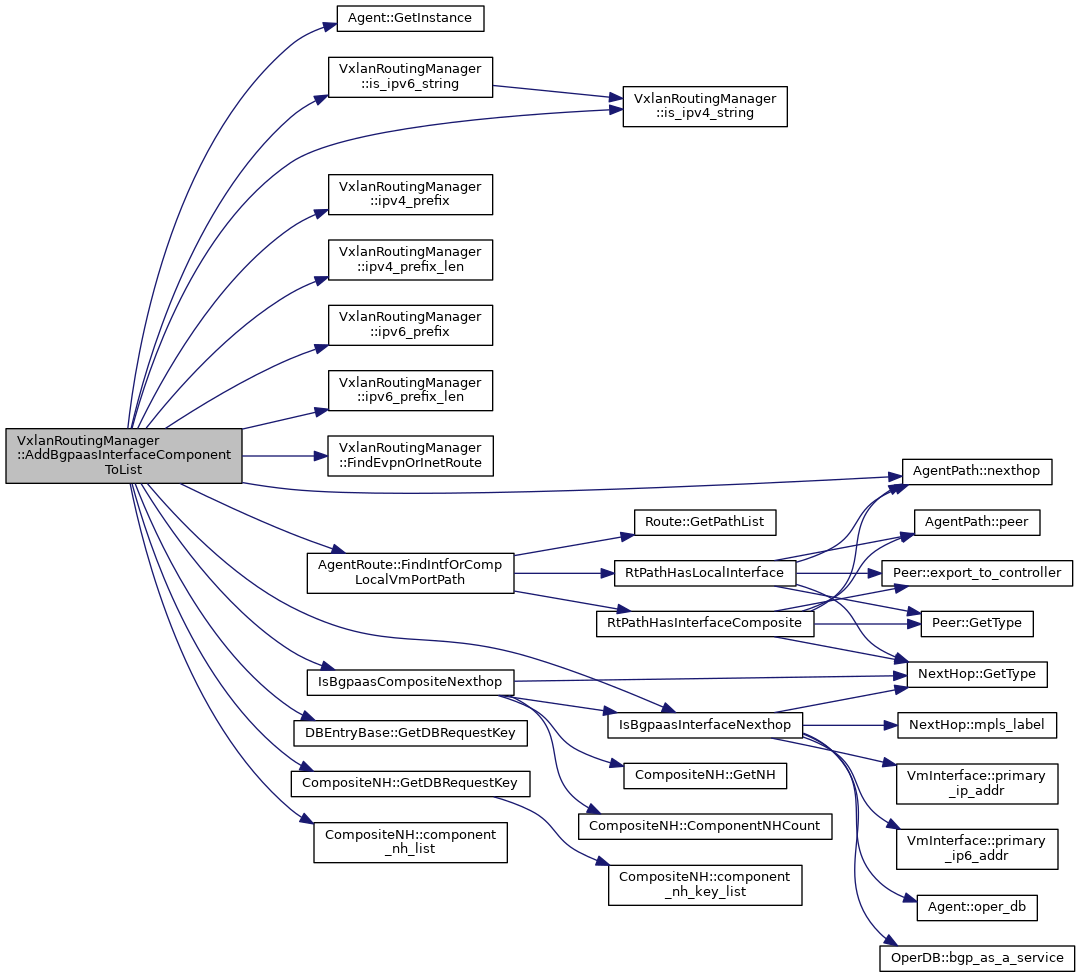 Agent::GetInstance
VxlanRoutingManager
::is_ipv6_string
VxlanRoutingManager
::is_ipv4_string
VxlanRoutingManager
::ipv4_prefix
VxlanRoutingManager
::ipv4_prefix_len
VxlanRoutingManager
::ipv6_prefix
VxlanRoutingManager
::ipv6_prefix_len
VxlanRoutingManager
::AddBgpaasInterfaceComponent
ToList
VxlanRoutingManager
::FindEvpnOrInetRoute
AgentPath::nexthop
Route::GetPathList
AgentPath::peer
AgentRoute::FindIntfOrComp
LocalVmPortPath
RtPathHasLocalInterface
Peer::export_to_controller
RtPathHasInterfaceComposite
Peer::GetType
IsBgpaasCompositeNexthop
NextHop::GetType
DBEntryBase::GetDBRequestKey
IsBgpaasInterfaceNexthop
NextHop::mpls_label
CompositeNH::GetDBRequestKey
CompositeNH::GetNH
VmInterface::primary
_ip_addr
CompositeNH::component
_nh_list
CompositeNH::ComponentNHCount
VmInterface::primary
_ip6_addr
CompositeNH::component
_nh_key_list
Agent::oper_db
OperDB::bgp_as_a_service